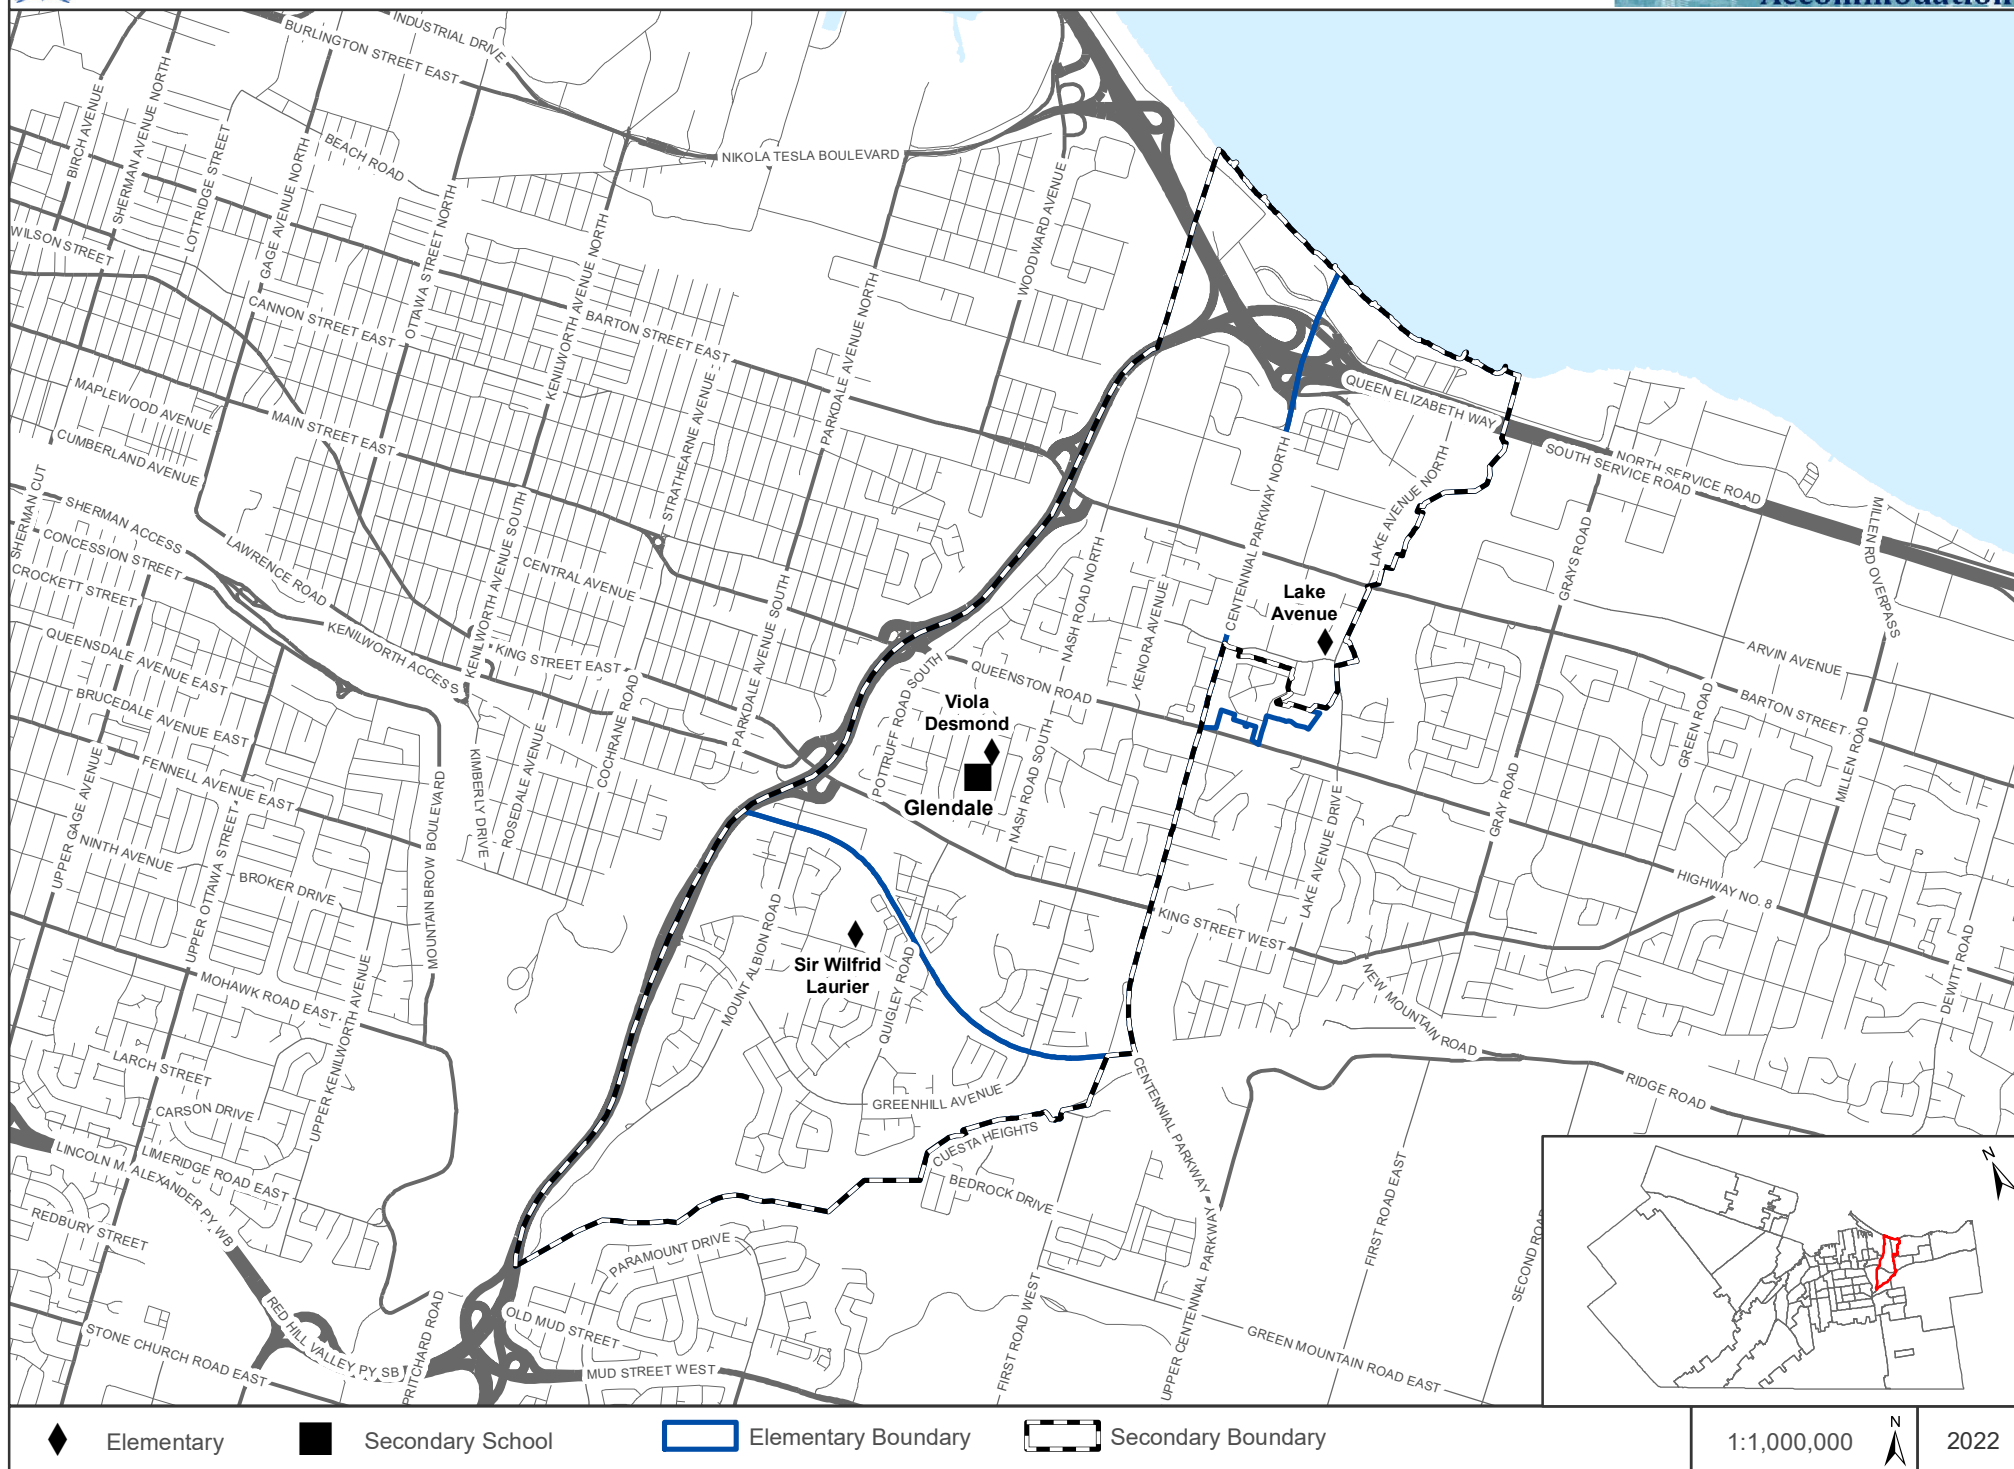 Accommodation
INDUSTRIAL DRIVE
BURLINGTON STREET EAST
NIKOLA TESLA BOULEVARD
BEACH ROAD
BIRCH AVENUE
SHERMAN AVENUE NORTH
LOTTRIDGE STREET
GAGE AVENUE NORTH
OTTAWA STREET NORTH
KENILWORTH AVENUE NORTH
WOODWARD AVENUE
WILSON STREET
CANNON STREET EAST
BARTON STREET EAST
PARKDALE AVENUE NORTH
STRATHEARNE AVENUE
MAPLEWOOD AVENUE
MAIN STREET EAST
CUMBERLAND AVENUE
QUEEN ELIZABETH WAY
NORTH SERVICE ROAD
SOUTH SERVICE ROAD
CENTENNIAL PARKWAY NORTH
LAKE AVENUE NORTH
GRAYS ROAD
MILLEN RD OVERPASS
SHERMAN CUT
SHERMAN ACCESS
CONCESSION STREET
CROCKETT STREET
LAWRENCE ROAD
KENILWORTH ACCESS
KENILWORTH AVENUE SOUTH
CENTRAL AVENUE
KING STREET EAST
PARKDALE AVENUE SOUTH
NASH ROAD NORTH
KENORA AVENUE
Lake
Avenue
ARVIN AVENUE
BARTON STREET
QUEENSTON ROAD
POTTRUFF ROAD SOUTH
Viola
Desmond
Glendale
NASH ROAD SOUTH
QUEENSDALE AVENUE EAST
BRUCEDALE AVENUE EAST
FENNELL AVENUE EAST
UPPER GAGE AVENUE
NINTH AVENUE
BROKER DRIVE
UPPER OTTAWA STREET
MOUNTAIN BROW BOULEVARD
KIMBERLY DRIVE
ROSEDALE AVENUE
COCHRANE ROAD
GREEN ROAD
MILLEN ROAD
GRAY ROAD
LAKE AVENUE DRIVE
HIGHWAY NO. 8
KING STREET WEST
DEWITT ROAD
MOUNT ALBION ROAD
Sir Wilfrid
Laurier
QUIGLEY ROAD
NEW MOUNTAIN ROAD
RIDGE ROAD
MOHAWK ROAD EAST
UPPER KENILWORTH AVENUE
LARCH STREET
CARSON DRIVE
LIMERIDGE ROAD EAST
LINCOLN M. ALEXANDER PY WB
REDBURY STREET
GREENHILL AVENUE
CUESTA HEIGHTS
BEDROCK DRIVE
CENTENNIAL PARKWAY
UPPER CENTENNIAL PARKWAY
FIRST ROAD EAST
SECOND ROAD
PARAMOUNT DRIVE
OLD MUD STREET
MUD STREET WEST
FIRST ROAD WEST
GREEN MOUNTAIN ROAD EAST
RED HILL VALLEY PY SB
PRITCHARD ROAD
STONE CHURCH ROAD EAST
N
Elementary
Secondary School
Elementary Boundary
Secondary Boundary
1:1,000,000
N
2022